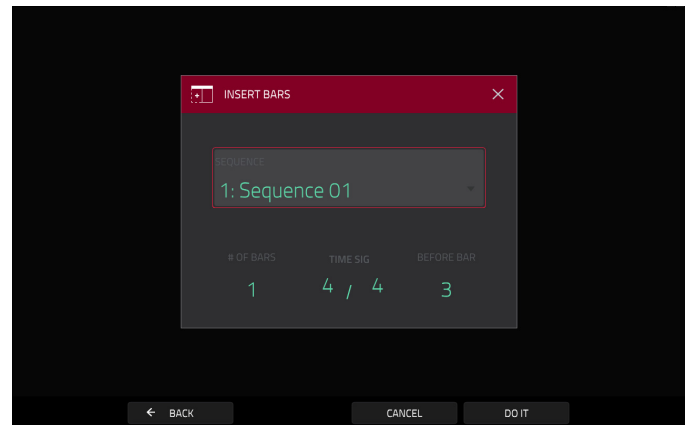 INSERT BARS
SEQUENCE
1: Sequence 01
# OF BARS TIME SIG BEFORE BAR
1 4 / 4 3
BACK CANCEL DO IT